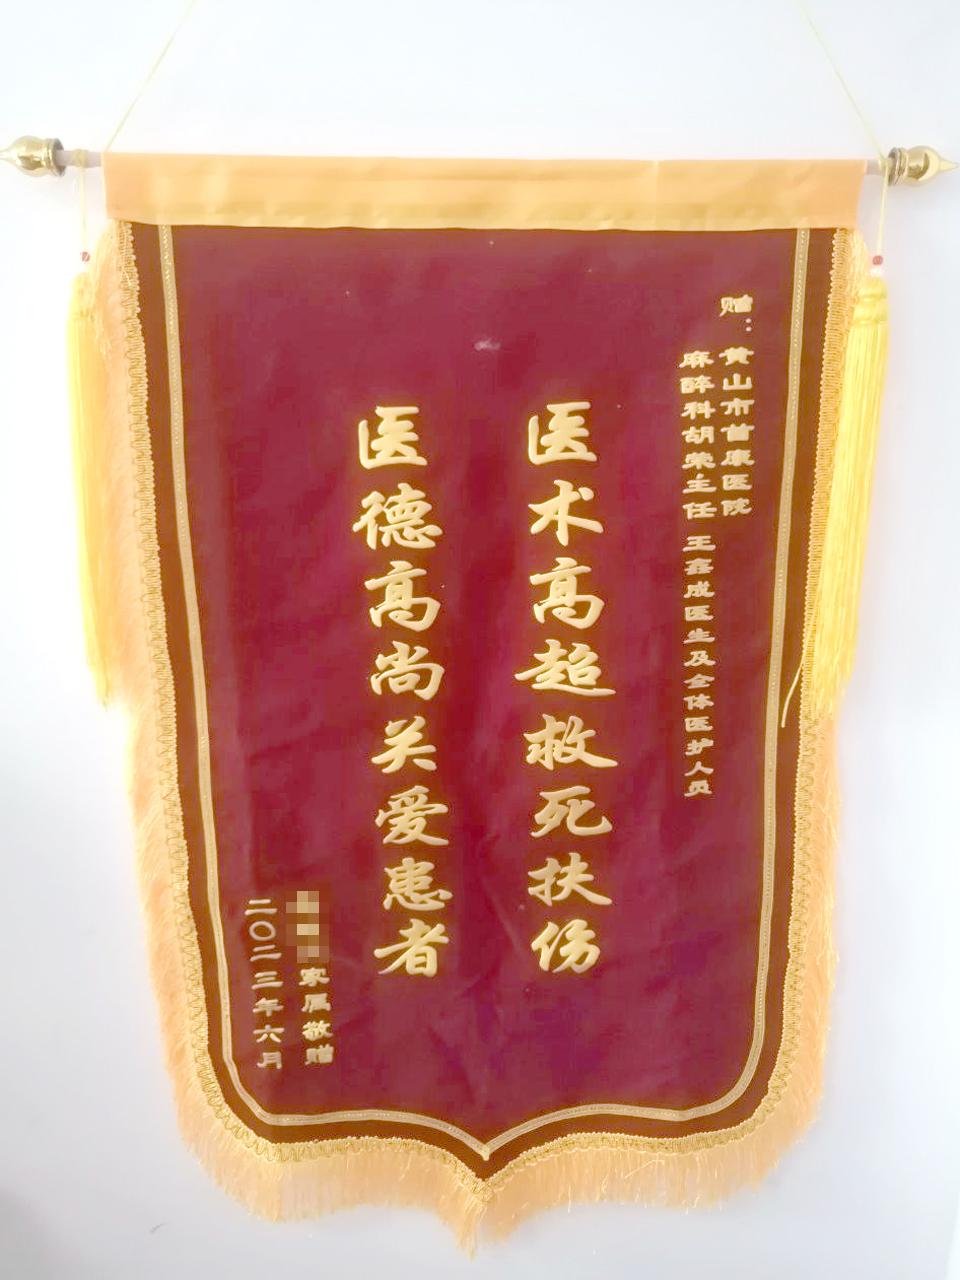 赠：黄山市首康医院
麻醉科胡荣主任 王鑫成医生及全体医护人员
医术高超救死扶伤
医德高尚关爱患者
家属敬赠
二〇二三年六月